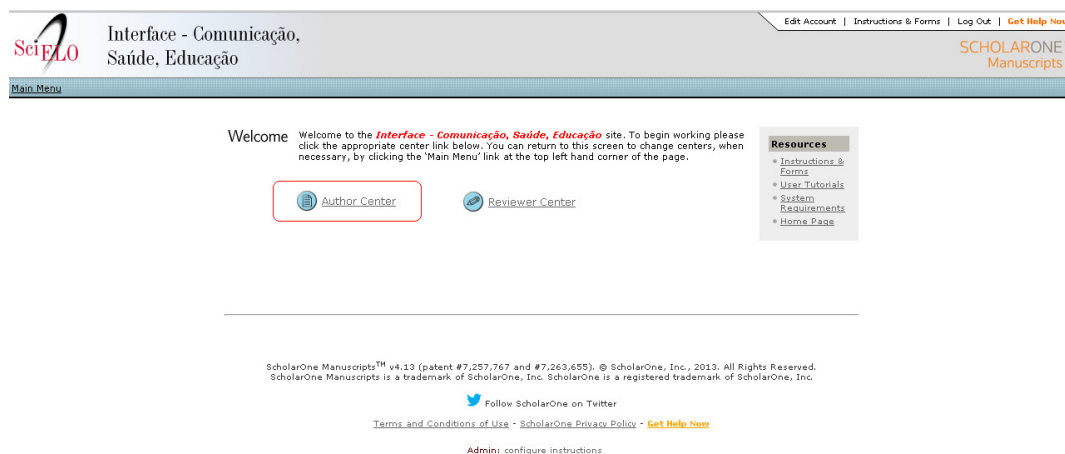 Edit Account | Instructions & Forms | Log Out | Get Help Now
SciELO
Interface - Comunicação,
Saúde, Educação
SCHOLARONE
Manuscripts
Main Menu
Welcome
Welcome to the Interface - Comunicação, Saúde, Educação site. To begin working please
click the appropriate center link below. You can return to this screen to change centers, when
necessary, by clicking the 'Main Menu' link at the top left hand corner of the page.
Author Center
Reviewer Center
Resources
Instructions &
Forms
User Tutorials
System
Requirements
Home Page
ScholarOne Manuscripts™ v4.13 (patent #7,257,767 and #7,263,655). © ScholarOne, Inc., 2013. All Rights Reserved.
ScholarOne Manuscripts is a trademark of ScholarOne, Inc. ScholarOne is a registered trademark of ScholarOne, Inc.
Follow ScholarOne on Twitter
Terms and Conditions of Use - ScholarOne Privacy Policy - Get Help Now
Admin: configure instructions